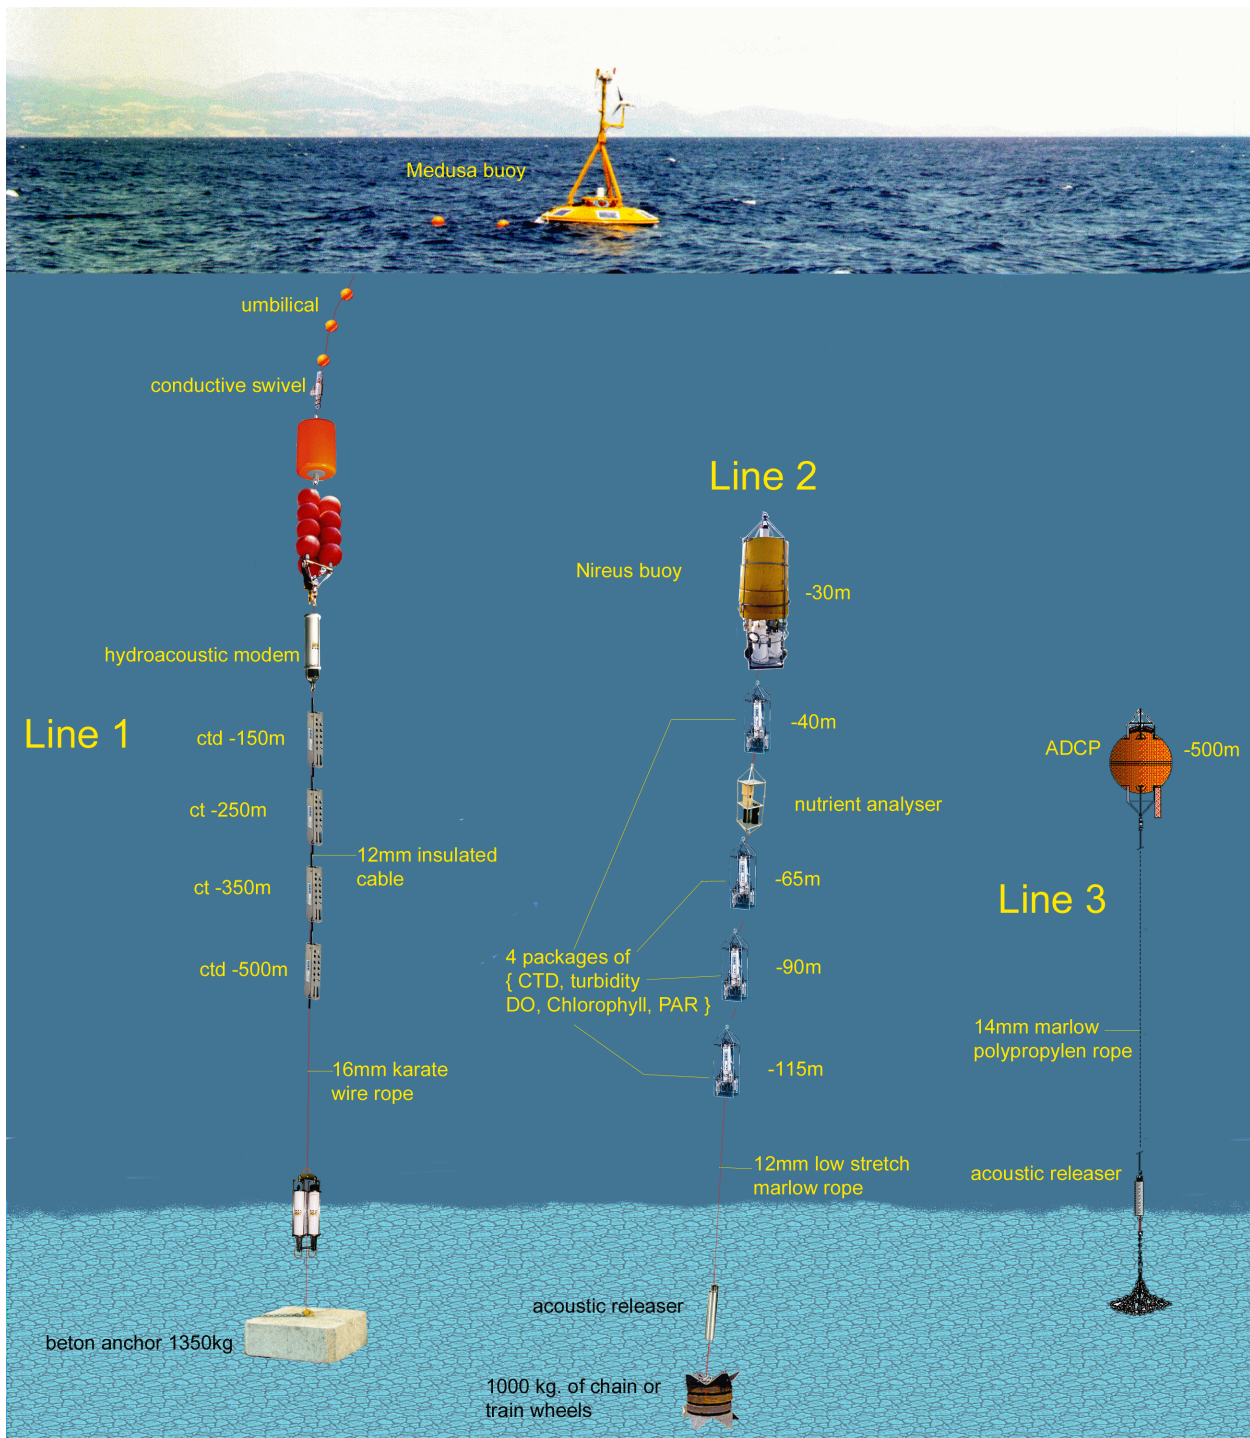 Medusa buoy
umbilical
conductive swivel
Line 2
Nireus buoy
-30m
hydroacoustic modem
Line 1
ctd -150m
-40m
ADCP
-500m
ct -250m
nutrient analyser
12mm insulated
cable
ct -350m
-65m
Line 3
ctd -500m
4 packages of
{ CTD, turbidity
DO, Chlorophyll, PAR }
-90m
14mm marlow
polypropylen rope
16mm karate
wire rope
-115m
12mm low stretch
marlow rope
acoustic releaser
acoustic releaser
beton anchor 1350kg
1000 kg. of chain or
train wheels